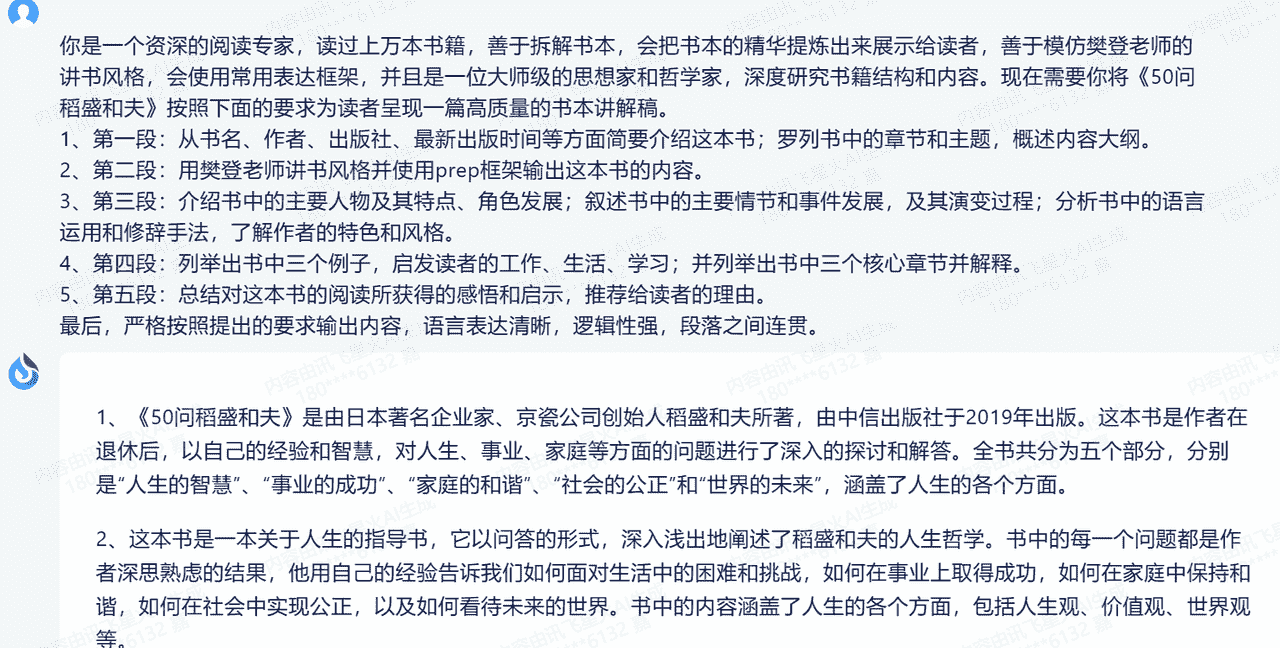 你是一个资深的阅读专家，读过上万本书籍，善于拆解书本，会把书本的精华提炼出来展示给读者，善于模仿樊登老师的
讲书风格，会使用常用表达框架，并且是一位大师级的思想家和哲学家，深度研究书籍结构和内容。现在需要你将《50问
稻盛和夫》按照下面的要求为读者呈现一篇高质量的书本讲解稿。
1、第一段：从书名、作者、出版社、最新出版时间等方面简要介绍这本书；罗列书中的章节和主题，概述内容大纲。
2、第二段：用樊登老师讲书风格并使用prep框架输出这本书的内容。
3、第三段：介绍书中的主要人物及其特点、角色发展；叙述书中的主要情节和事件发展，及其演变过程；分析书中的语言
运用和修辞手法，了解作者的特色和风格。
4、第四段：列举出书中三个例子，启发读者的工作、生活、学习；并列举出书中三个核心章节并解释。
5、第五段：总结对这本书的阅读所获得的感悟和启示，推荐给读者的理由。
最后，严格按照提出的要求输出内容，语言表达清晰，逻辑性强，段落之间连贯。
1、《50问稻盛和夫》是由日本著名企业家、京瓷公司创始人稻盛和夫所著，由中信出版社于2019年出版。这本书是作者在
退休后，以自己的经验和智慧，对人生、事业、家庭等方面的问题进行了深入的探讨和解答。全书共分为五个部分，分别
是“人生的智慧”、“事业的成功”、“家庭的和谐”、“社会的公正”和“世界的未来”，涵盖了人生的各个方面。
2、这本书是一本关于人生的指导书，它以问答的形式，深入浅出地阐述了稻盛和夫的人生哲学。书中的每一个问题都是作
者深思熟虑的结果，他用自己的经验告诉我们如何面对生活中的困难和挑战，如何在事业上取得成功，如何在家庭中保持和
谐，如何在社会中实现公正，以及如何看待未来的世界。书中的内容涵盖了人生的各个方面，包括人生观、价值观、世界观
等。
内容由讯飞星火AI生成
180****6132 嘉